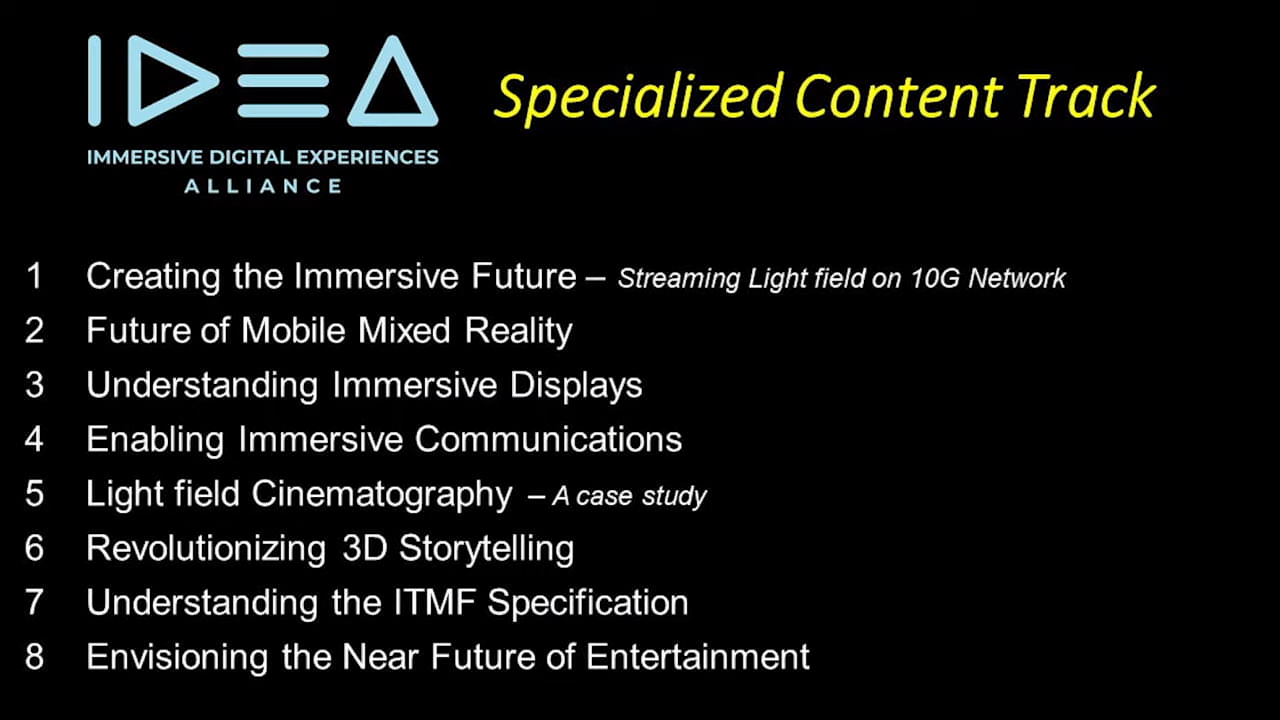 IDEA
IMMERSIVE DIGITAL EXPERIENCES
ALLIANCE
Specialized Content Track
1 Creating the Immersive Future – Streaming Light field on 10G Network
2 Future of Mobile Mixed Reality
3 Understanding Immersive Displays
4 Enabling Immersive Communications
5 Light field Cinematography – A case study
6 Revolutionizing 3D Storytelling
7 Understanding the ITMF Specification
8 Envisioning the Near Future of Entertainment